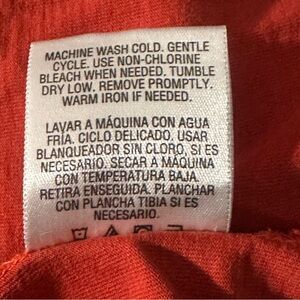 MACHINE WASH COLD. GENTLE
CYCLE. USE NON-CHLORINE
BLEACH WHEN NEEDED. TUMBLE
DRY LOW. REMOVE PROMPTLY.
WARM IRON IF NEEDED.
LAVAR A MÁQUINA CON AGUA
FRÍA. CICLO DELICADO. USAR
BLANQUEADOR SIN CLORO, SI ES
NECESARIO. SECAR A MÁQUINA
CON TEMPERATURA BAJA.
RETIRA ENSEGUIDA. PLANCHAR
CON PLANCHA TIBIA SI ES
NECESARIO.